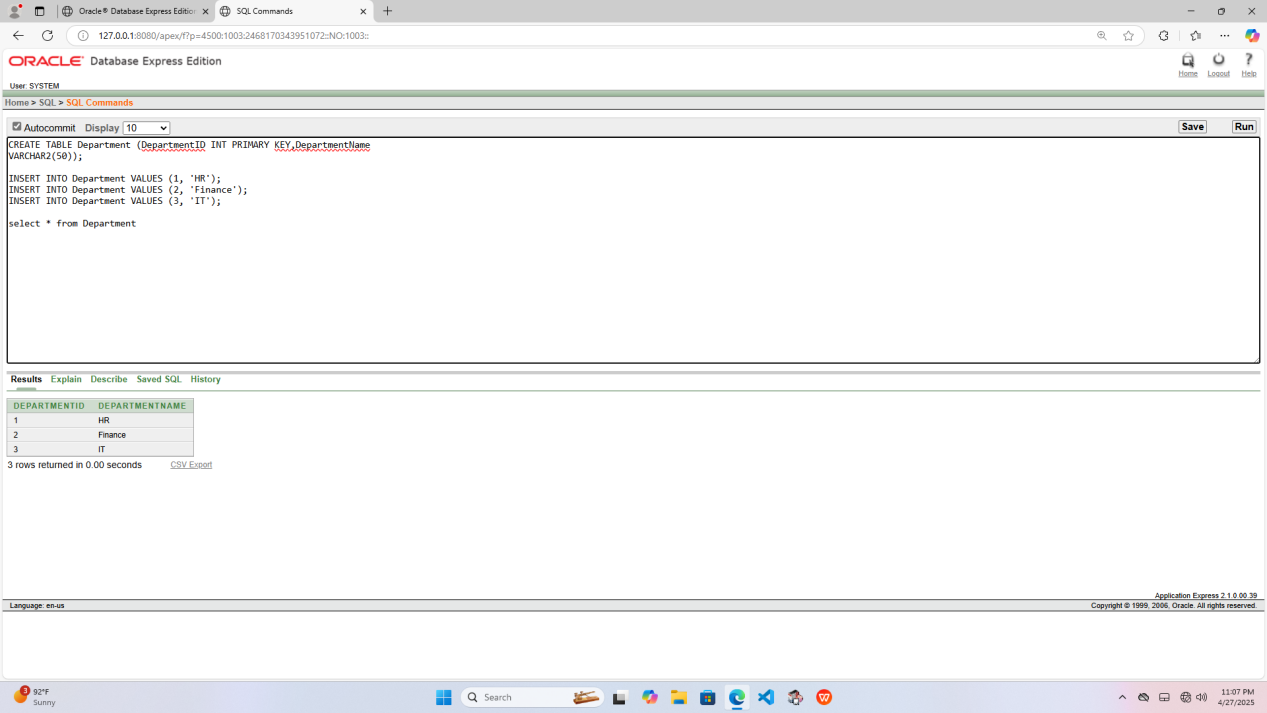 Oracle® Database Express Edition
SQL Commands
127.0.0.1:8080/apex/f?p=4500:1003:2468170343951072::NO:1003::
ORACLE® Database Express Edition
Home Logout Help
User: SYSTEM
Home > SQL > SQL Commands
Autocommit Display 10 Save Run
CREATE TABLE Department (DepartmentID INT PRIMARY KEY,DepartmentName
VARCHAR2(50));
INSERT INTO Department VALUES (1, 'HR');
INSERT INTO Department VALUES (2, 'Finance');
INSERT INTO Department VALUES (3, 'IT');
select * from Department
Results Explain Describe Saved SQL History
DEPARTMENTID DEPARTMENTNAME
1 HR
2 Finance
3 IT
3 rows returned in 0.00 seconds CSV Export
Application Express 2.1.0.00.39
Language: en-us Copyright © 1999, 2006, Oracle. All rights reserved.
3 92°F
Sunny
Search
11:07 PM
4/27/2025